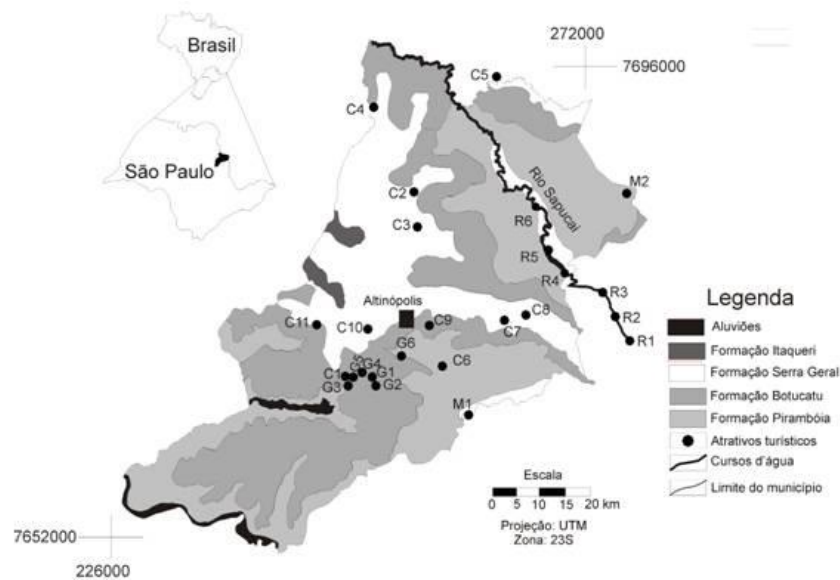 Brasil
São Paulo
272000
7696000
C5
C4
M2
C2
Rio Sapucaí
R6
C3
R5
R4
R3
Altinópolis
C8
R2
C11
C10
C9
C7
R1
G6
C6
G4
C1
G5
G1
G3
G2
M1
Legenda
Aluviões
Formação Itaqueri
Formação Serra Geral
Formação Botucatu
Formação Pirambóia
Atrativos turísticos
Cursos d'água
Limite do município
Escala
0 5 10 15 20 km
Projeção: UTM
Zona: 23S
7652000
226000